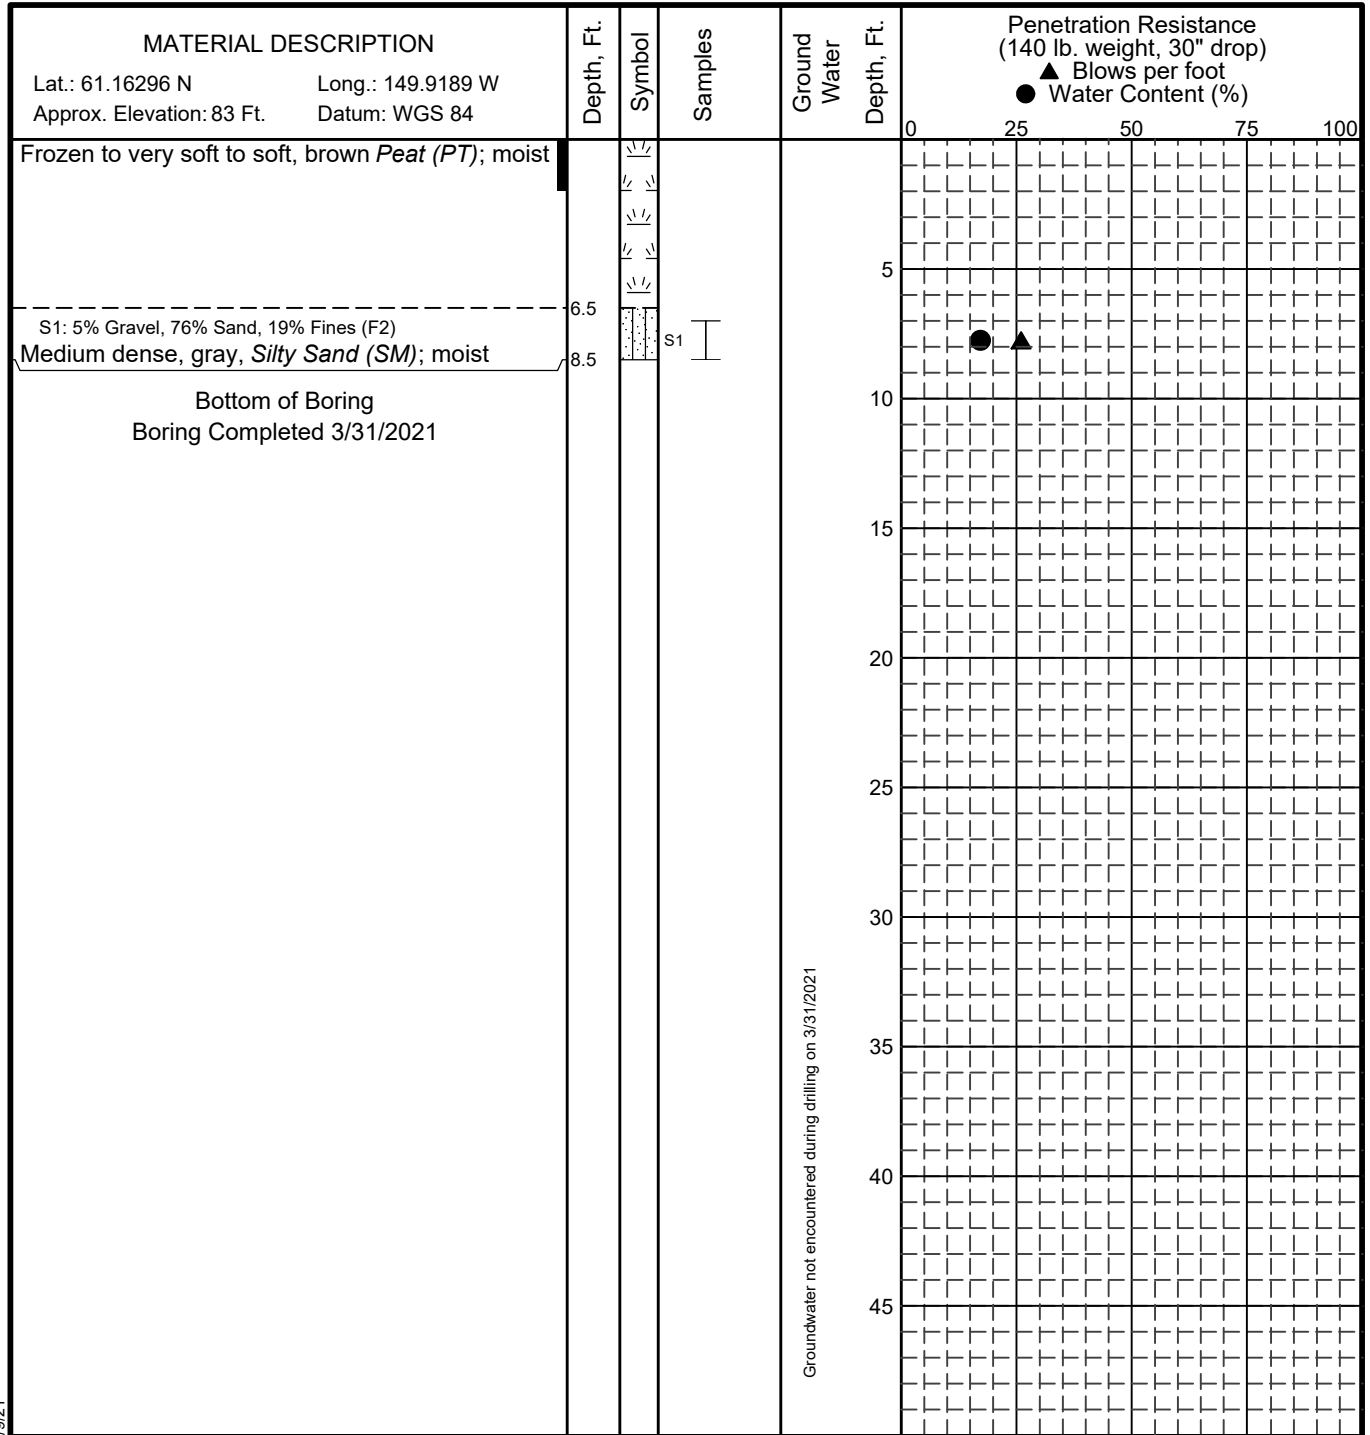 MATERIAL DESCRIPTION
Lat.: 61.16296 N Long.: 149.9189 W
Approx. Elevation: 83 Ft. Datum: WGS 84
Depth, Ft.
Symbol
Samples
Ground
Water
Depth, Ft.
Penetration Resistance
(140 lb. weight, 30" drop)
▲ Blows per foot
● Water Content (%)
0 25 50 75 100
Frozen to very soft to soft, brown Peat (PT); moist
5
6.5
S1: 5% Gravel, 76% Sand, 19% Fines (F2)
S1
Medium dense, gray, Silty Sand (SM); moist
8.5
Bottom of Boring
Boring Completed 3/31/2021
10
15
20
25
30
35
40
45
Groundwater not encountered during drilling on 3/31/2021